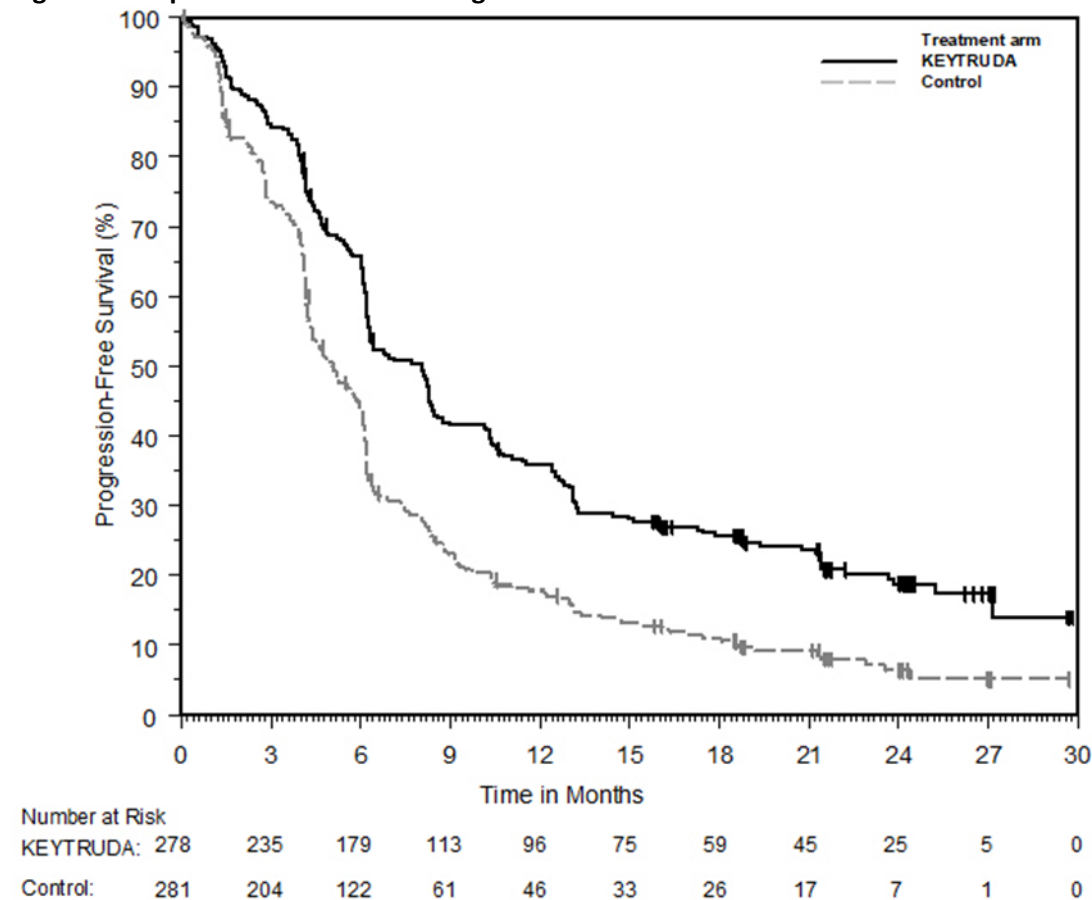 Treatment arm
KEYTRUDA
Control
Progression-Free Survival (%)
100
90
80
70
60
50
40
30
20
10
0
0 3 6 9 12 15 18 21 24 27 30
Time in Months
Number at Risk
KEYTRUDA: 278 235 179 113 96 75 59 45 25 5 0
Control: 281 204 122 61 46 33 26 17 7 1 0